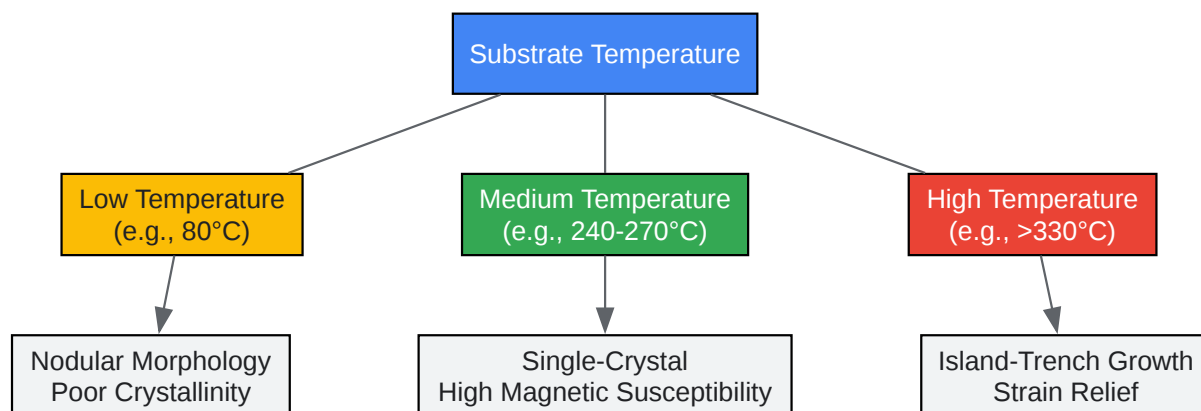 Substrate Temperature
Low Temperature
(e.g., 80°C)
Medium Temperature
(e.g., 240-270°C)
High Temperature
(e.g., >330°C)
Nodular Morphology
Poor Crystallinity
Single-Crystal
High Magnetic Susceptibility
Island-Trench Growth
Strain Relief